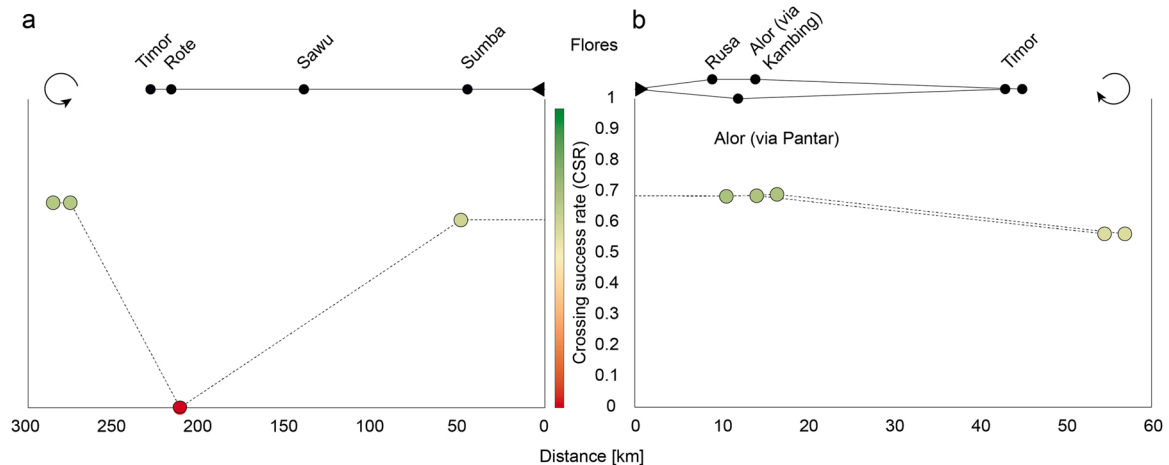 a
b
Timor
Rote
Sawu
Sumba
Flores
Rusa
Alor (via
Kambing)
Timor
Alor (via Pantar)
Crossing success rate (CSR)
1
0.9
0.8
0.7
0.6
0.5
0.4
0.3
0.2
0.1
0
300
250
200
150
100
50
0
0
10
20
30
40
50
60
Distance [km]